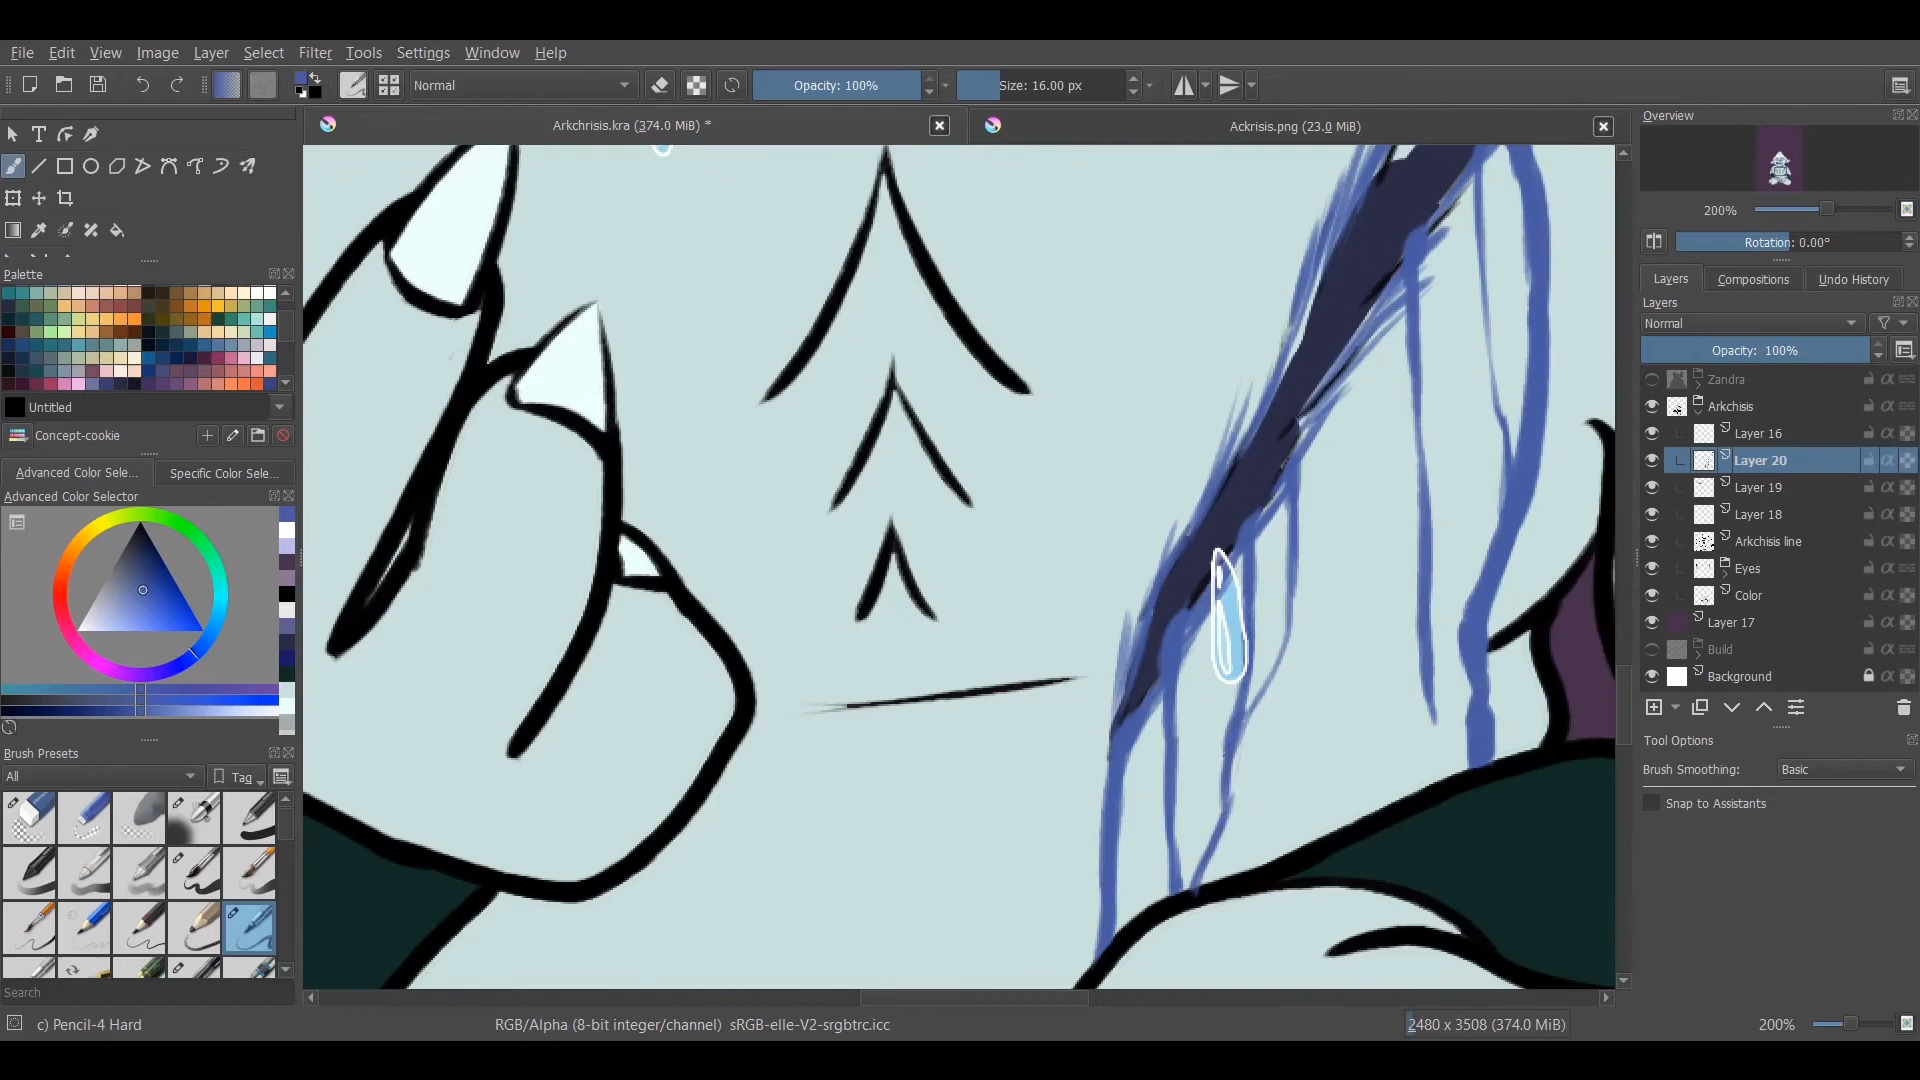 File Edit View Image Layer Select Filter Tools Settings Window Help
Normal Opacity: 100% Size: 16.00 px
Arkchrisis.kra (374.0 MiB) *
Ackrisis.png (23.0 MiB)
Overview
200%
Rotation: 0.00°
Palette
Untitled
Concept-cookie
Advanced Color Sele... Specific Color Sele...
Advanced Color Selector
Brush Presets
All Tag
Search
Layers Compositions Undo History
Layers
Normal
Opacity: 100%
Zandra
Arkchisis
Layer 16
Layer 20
Layer 19
Layer 18
Arkchisis line
Eyes
Color
Layer 17
Build
Background
Tool Options
Brush Smoothing: Basic
Snap to Assistants
c) Pencil-4 Hard RGB/Alpha (8-bit integer/channel) sRGB-elle-V2-srgbtrc.icc 2480 x 3508 (374.0 MiB) 200%